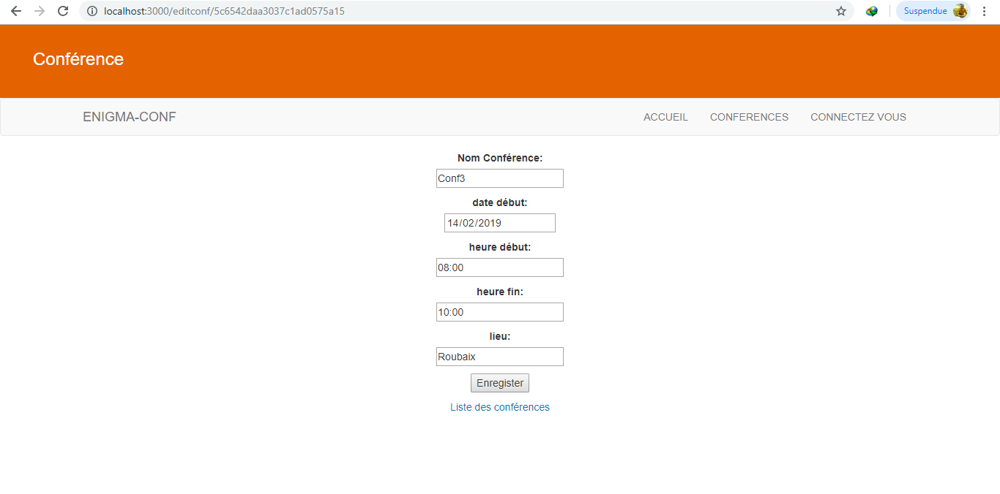 localhost:3000/editconf/5c6542daa3037c1ad0575a15 Suspendue
Conférence
ENIGMA-CONF ACCUEIL CONFERENCES CONNECTEZ VOUS
Nom Conférence:
Conf3
date début:
14/02/2019
heure début:
08:00
heure fin:
10:00
lieu:
Roubaix
Enregister
Liste des conférences